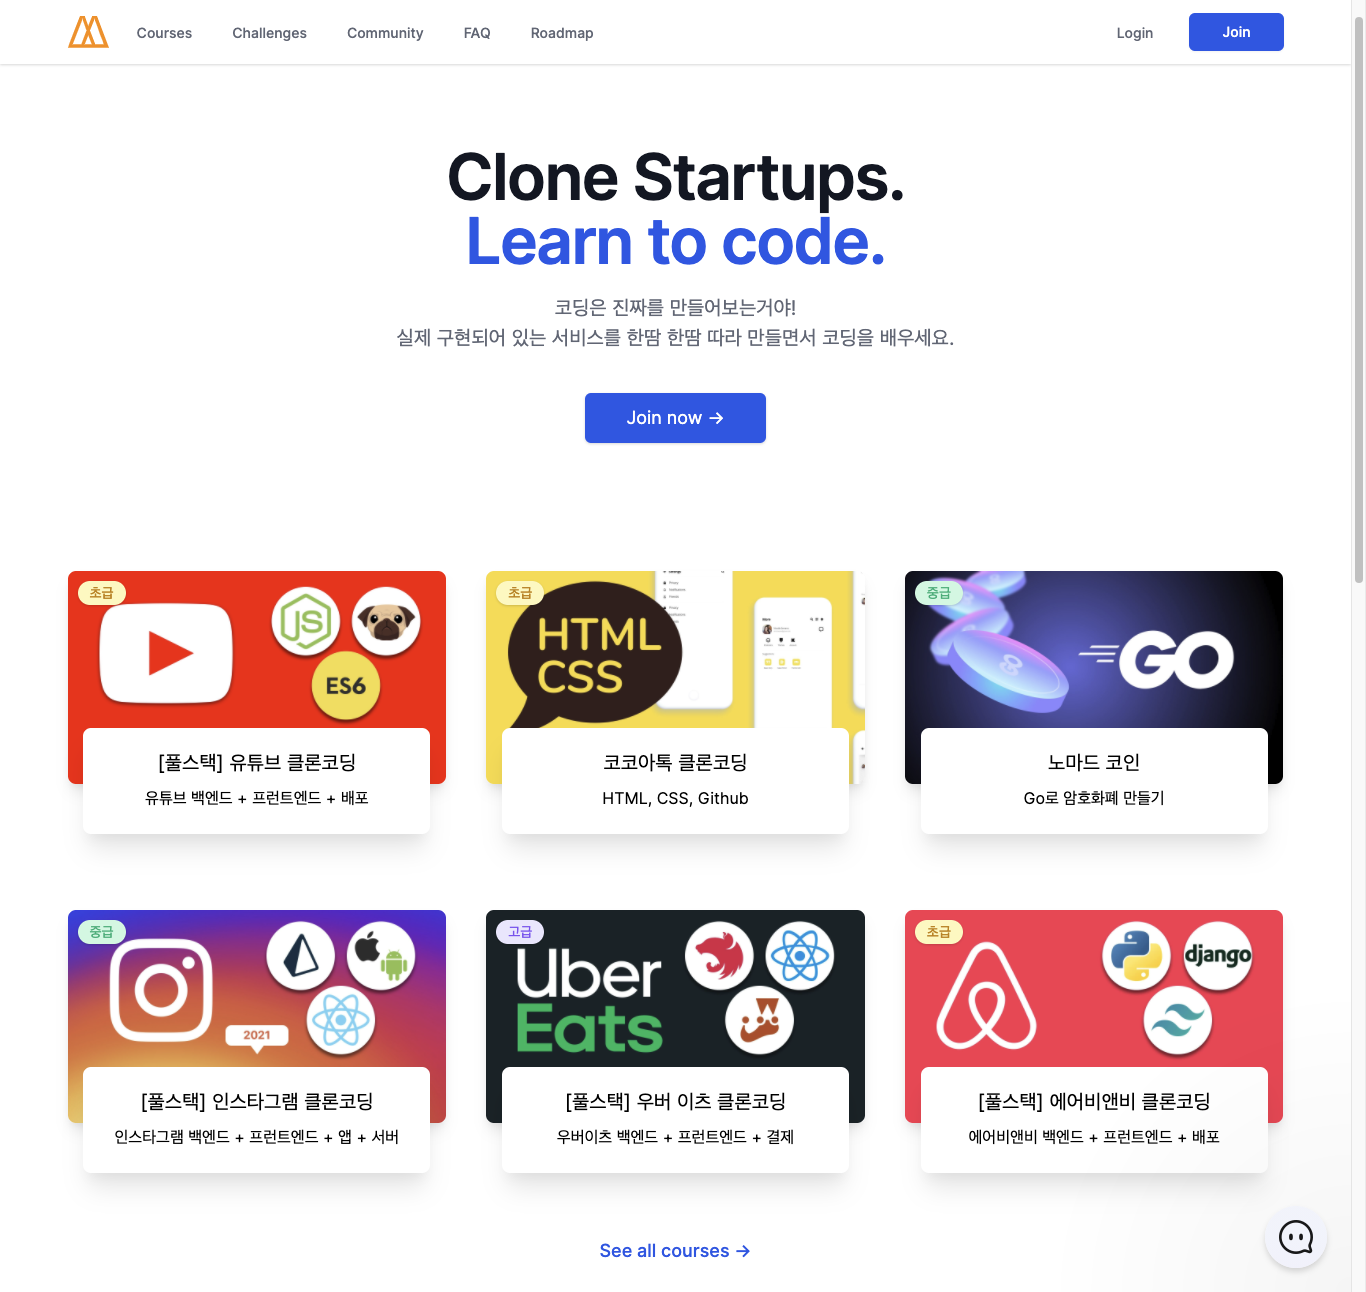 Courses Challenges Community FAQ Roadmap Login Join
Clone Startups.
Learn to code.
코딩은 진짜를 만들어보는거야!
실제 구현되어 있는 서비스를 한땀 한땀 따라 만들면서 코딩을 배우세요.
Join now →
초급
JS
ES6
[풀스택] 유튜브 클론코딩
유튜브 백엔드 + 프런트엔드 + 배포
초급
HTML
CSS
코코아톡 클론코딩
HTML, CSS, Github
중급
GO
노마드 코인
Go로 암호화폐 만들기
중급
2021
[풀스택] 인스타그램 클론코딩
인스타그램 백엔드 + 프런트엔드 + 앱 + 서버
고급
Uber
Eats
[풀스택] 우버 이츠 클론코딩
우버이츠 백엔드 + 프런트엔드 + 결제
초급
django
[풀스택] 에어비앤비 클론코딩
에어비앤비 백엔드 + 프런트엔드 + 배포
See all courses →